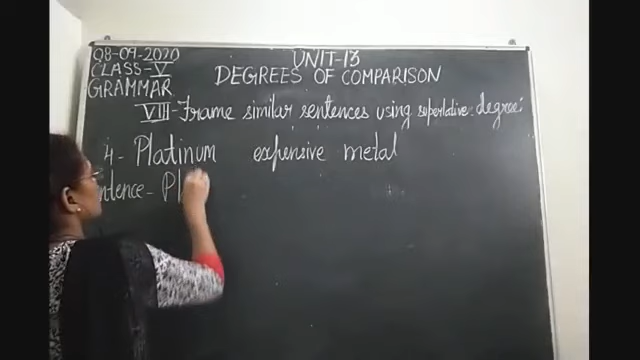 08-09-2020
CLASS-V
GRAMMAR
UNIT-13
DEGREES OF COMPARISON
VIII-Frame similar sentences using superlative degree:
4- Platinum expensive metal
ntence- Pl